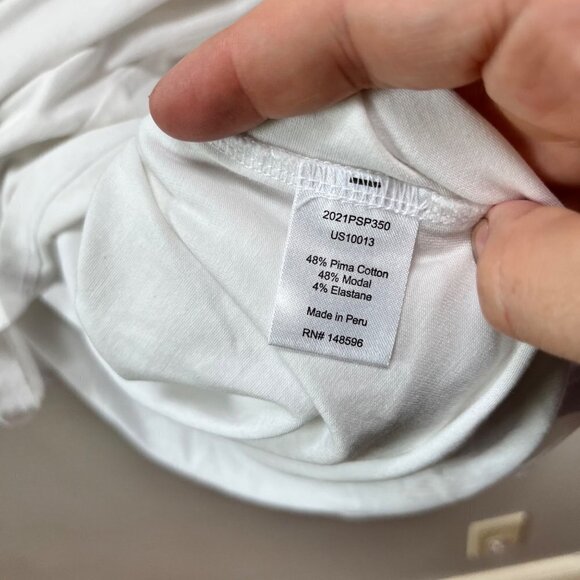 2021PSP350
US10013
48% Pima Cotton
48% Modal
4% Elastane
Made in Peru
RN# 148596